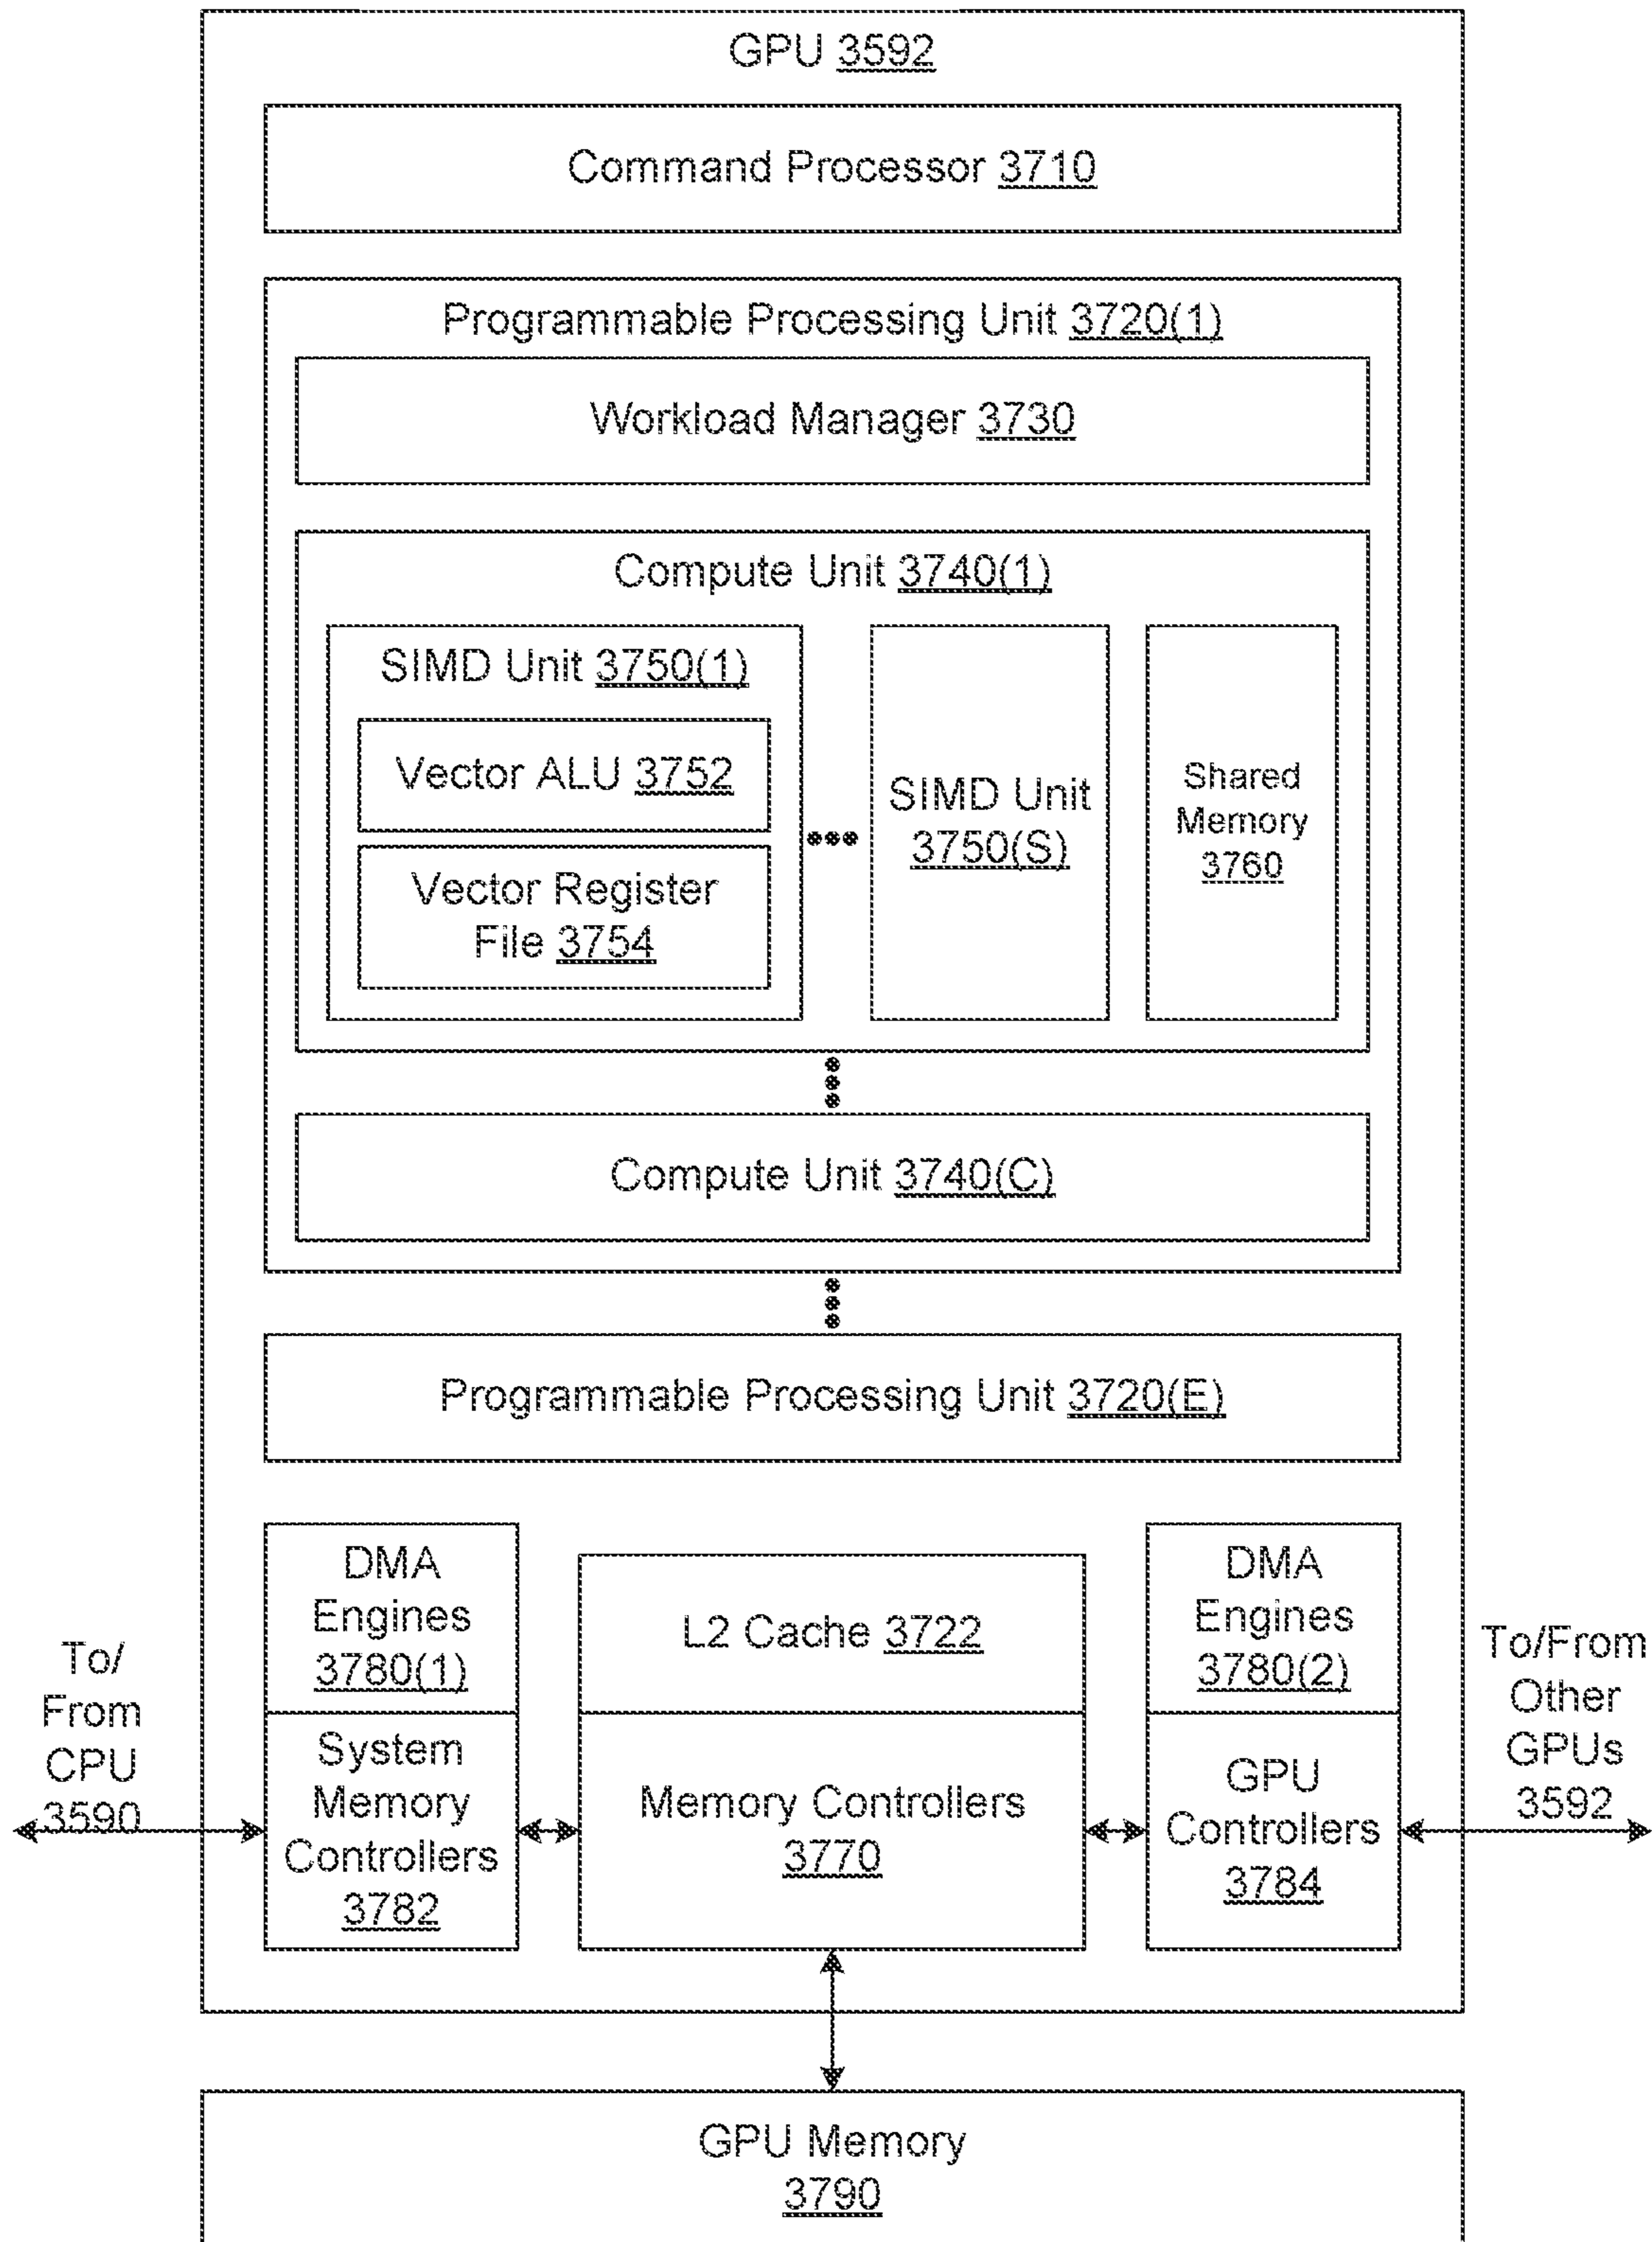 GPU 3592
Command Processor 3710
Programmable Processing Unit 3720(1)
Workload Manager 3730
Compute Unit 3740(1)
SIMD Unit 3750(1)
Vector ALU 3752
Vector Register
File 3754
SIMD Unit
3750(S)
Shared
Memory
3760
Compute Unit 3740(C)
Programmable Processing Unit 3720(E)
To/
From
CPU
3590
DMA
Engines
3780(1)
System
Memory
Controllers
3782
L2 Cache 3722
Memory Controllers
3770
DMA
Engines
3780(2)
GPU
Controllers
3784
To/From
Other
GPUs
3592
GPU Memory
3790